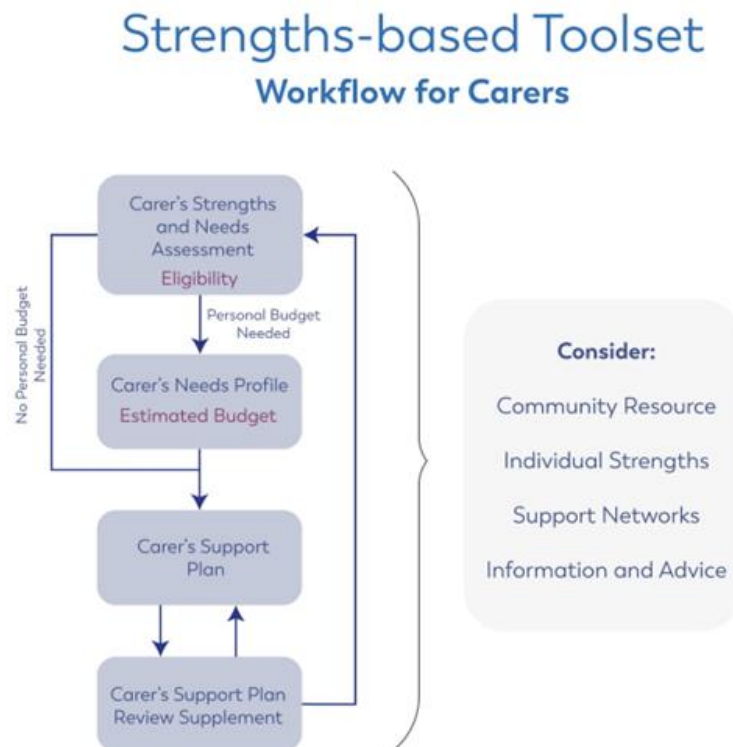 Strengths-based Toolset
Workflow for Carers
Carer's Strengths
and Needs
Assessment
Eligibility
No Personal Budget
Needed
Personal Budget
Needed
Carer's Needs Profile
Estimated Budget
Carer's Support
Plan
Carer's Support Plan
Review Supplement
Consider:
Community Resource
Individual Strengths
Support Networks
Information and Advice